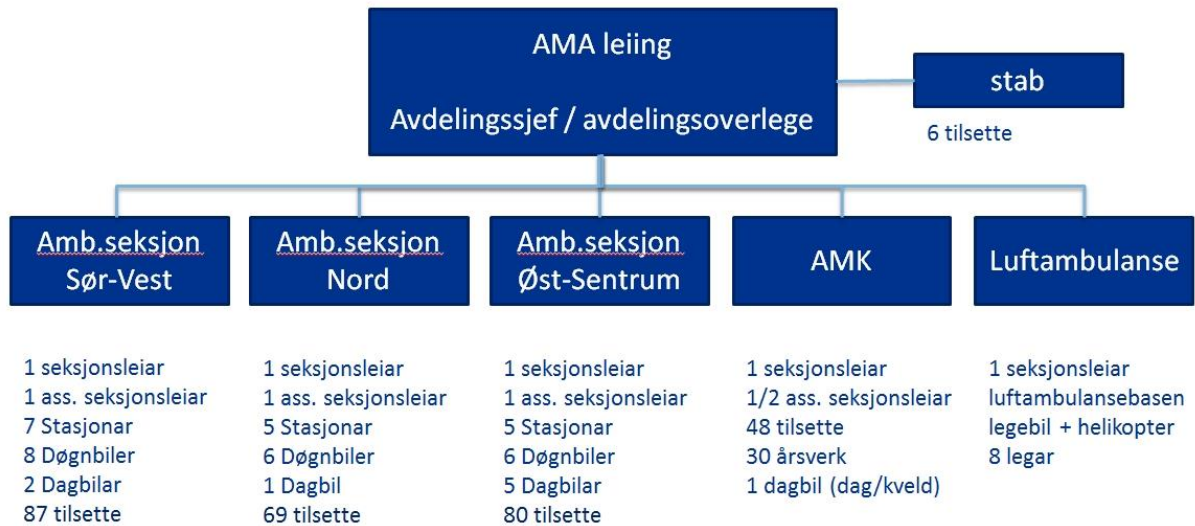 AMA leiing
Avdelingssjef / avdelingsoverlege
stab
6 tilsette
Amb.seksjon
Sør-Vest
Amb.seksjon
Nord
Amb.seksjon
Øst-Sentrum
AMK
Luftambulanse
1 seksjonsleiar
1 ass. seksjonsleiar
7 Stasjonar
8 Døgnbiler
2 Dagbilar
87 tilsette
1 seksjonsleiar
1 ass. seksjonsleiar
5 Stasjonar
6 Døgnbiler
1 Dagbil
69 tilsette
1 seksjonsleiar
1 ass. seksjonsleiar
5 Stasjonar
6 Døgnbiler
5 Dagbilar
80 tilsette
1 seksjonsleiar
1/2 ass. seksjonsleiar
48 tilsette
30 årsverk
1 dagbil (dag/kveld)
1 seksjonsleiar
luftambulansebasen
legebil + helikopter
8 legar